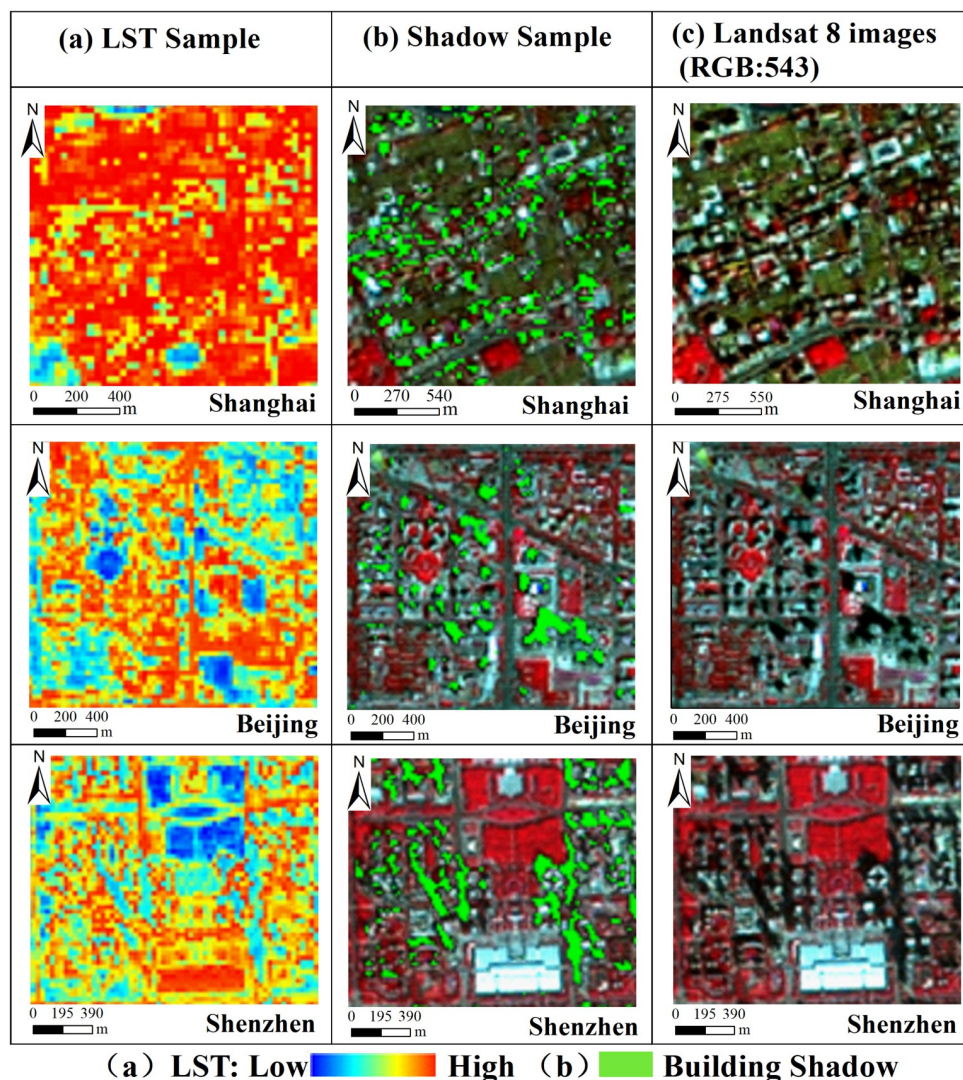 (a) LST Sample
(b) Shadow Sample
(c) Landsat 8 images
(RGB:543)
N
N
N
0 200 400
m
Shanghai
0 270 540
m
Shanghai
0 275 550
m
Shanghai
N
N
N
0 200 400
m
Beijing
0 200 400
m
Beijing
0 200 400
m
Beijing
N
N
N
0 195 390
m
Shenzhen
0 195 390
m
Shenzhen
0 195 390
m
Shenzhen
（a） LST: Low High （b） Building Shadow